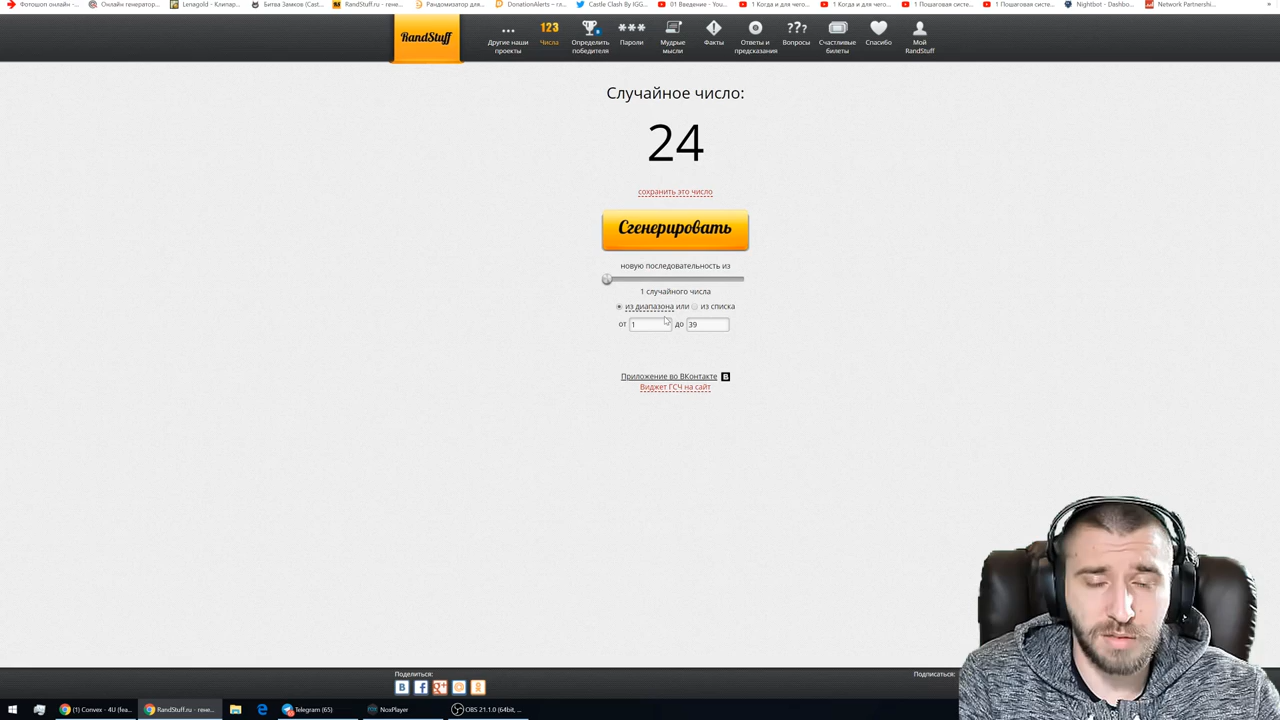 Фотошоп онлайн - ...
Онлайн генератор...
Lenagold - Клипар...
Битва Замков (Cast...
RandStuff - гене...
Рандомизатор для...
DonationAlerts – гл...
Castle Clash By IGG...
01 Введение - You...
1 Когда и для чего...
1 Когда и для чего...
1 Пошаговая систе...
1 Пошаговая систе...
Nightbot - Dashbo...
Network Partnershi...
»
RandStuff
Другие наши
проекты
123
Числа
Определить
победителя
***
Пароли
Мудрые
мысли
Факты
Ответы и
предсказания
???
Вопросы
Счастливые
билеты
Спасибо
Мой
RandStuff
Случайное число:
24
сохранить это число
Сгенерировать
новую последовательность из
1 случайного числа
из диапазона или из списка
от 1 до 39
Приложение во ВКонтакте B
Виджет ГСЧ на сайт
Поделиться:
Подписаться:
(1) Convex - 4U (feat...
RandStuff.ru - гене...
Telegram (65)
NoxPlayer
OBS 21.1.0 (64bit, ...